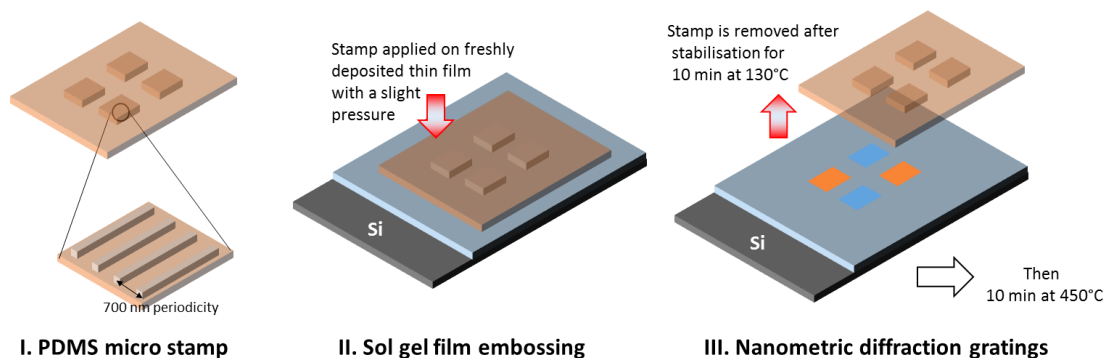 Stamp applied on freshly
deposited thin film
with a slight
pressure
Stamp is removed after
stabilisation for
10 min at 130°C
Si
Si
700 nm periodicity
Then
10 min at 450°C
I. PDMS micro stamp
II. Sol gel film embossing
III. Nanometric diffraction gratings